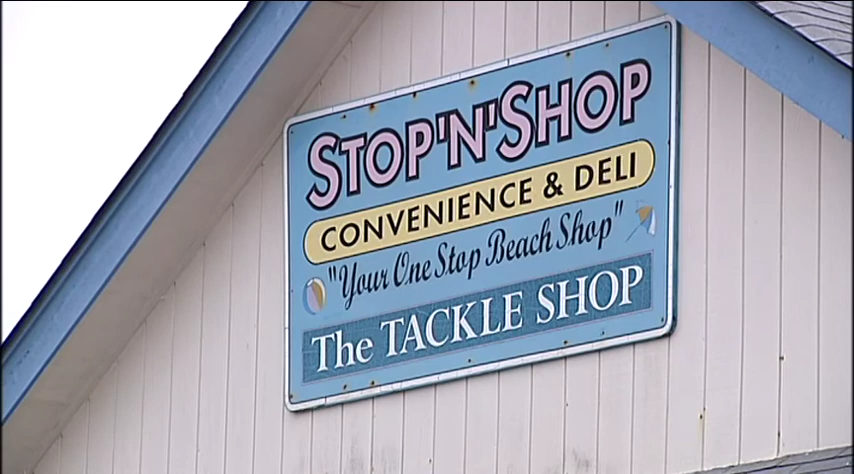 STOP'N'SHOP
CONVENIENCE & DELI
"Your One Stop Beach Shop"
The TACKLE SHOP